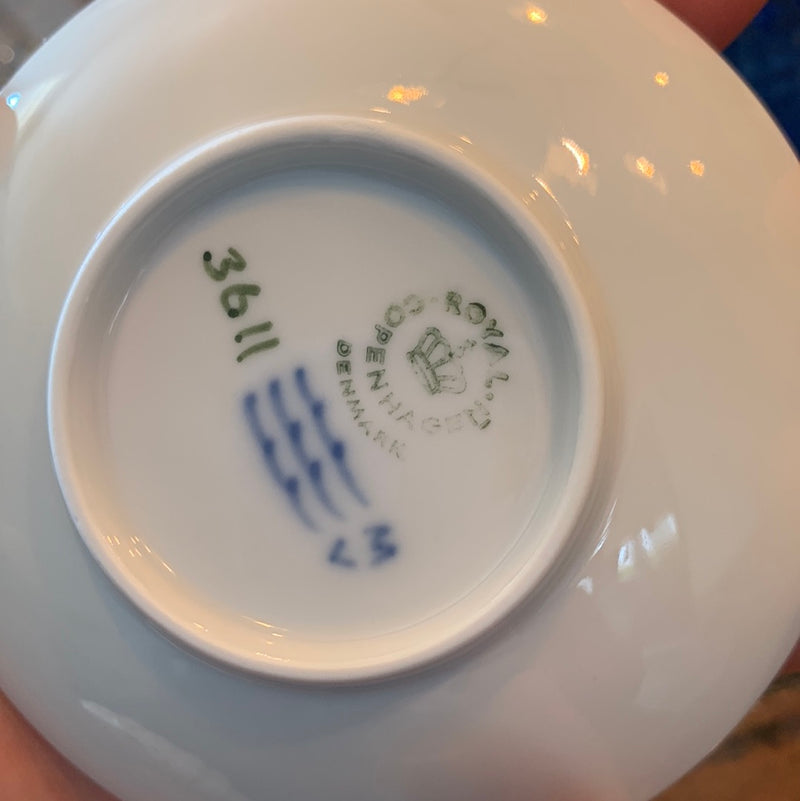 3611
ROYAL
COPENHAGEN
DENMARK